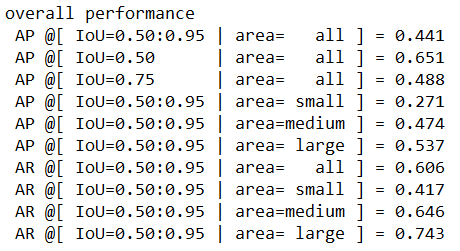 overall performance
AP @[ IoU=0.50:0.95 | area=   all ] = 0.441
AP @[ IoU=0.50      | area=   all ] = 0.651
AP @[ IoU=0.75      | area=   all ] = 0.488
AP @[ IoU=0.50:0.95 | area= small ] = 0.271
AP @[ IoU=0.50:0.95 | area=medium ] = 0.474
AP @[ IoU=0.50:0.95 | area= large ] = 0.537
AR @[ IoU=0.50:0.95 | area=   all ] = 0.606
AR @[ IoU=0.50:0.95 | area= small ] = 0.417
AR @[ IoU=0.50:0.95 | area=medium ] = 0.646
AR @[ IoU=0.50:0.95 | area= large ] = 0.743